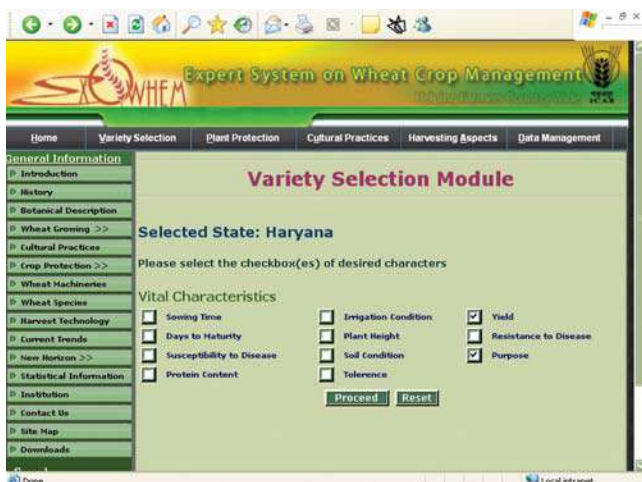 EXOWHEM
Expert System on Wheat Crop Management
ICAR
Home Variety Selection Plant Protection Cultural Practices Harvesting Aspects Data Management
General Information
Introduction
History
Botanical Description
Wheat Growing >>
Cultural Practices
Crop Protection >>
Wheat Machineries
Wheat Species
Harvest Technology
Current Trends
New Horizon >>
Statistical Information
Institution
Contact Us
Site Map
Downloads
Variety Selection Module
Selected State: Haryana
Please select the checkbox(es) of desired characters
Vital Characteristics
Sowing Time Irrigation Condition Yield
Days to Maturity Plant Height Resistance to Disease
Susceptibility to Disease Soil Condition Purpose
Protein Content Tolerence
Proceed Reset
Done Local intranet